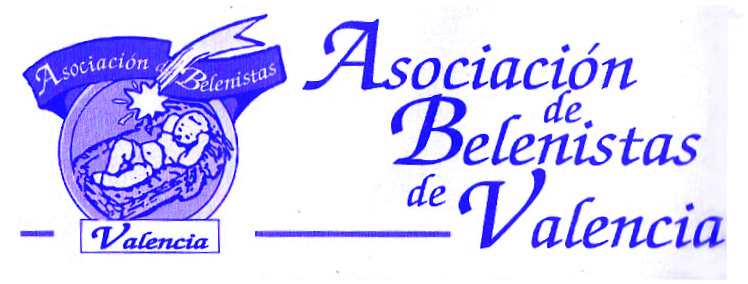 Asociación de Belenistas
Valencia
Asociación
de
Belenistas
de Valencia